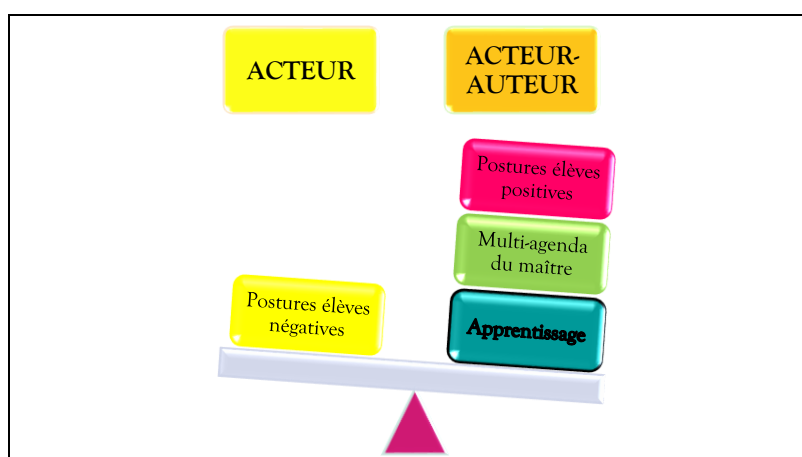 ACTEUR
ACTEUR-
AUTEUR
Postures élèves
positives
Multi-agenda
du maître
Postures élèves
négatives
Apprentissage